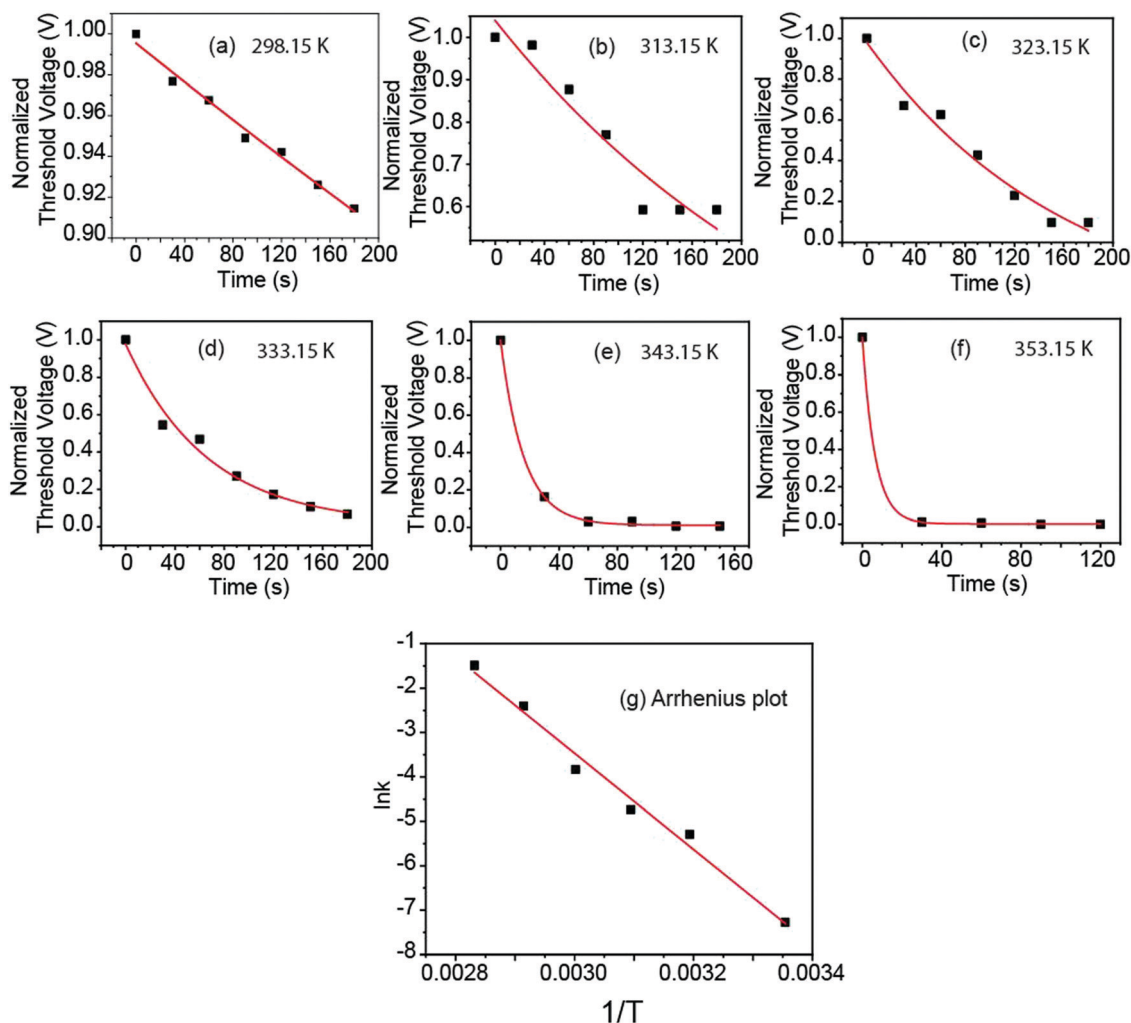 (a) 298.15 K
Normalized
Threshold Voltage (V)
1.00
0.98
0.96
0.94
0.92
0.90
0 40 80 120 160 200
Time (s)
(b) 313.15 K
Normalized
Threshold Voltage (V)
1.0
0.9
0.8
0.7
0.6
0 40 80 120 160 200
Time (s)
(c) 323.15 K
Normalized
Threshold Voltage (V)
1.0
0.8
0.6
0.4
0.2
0.0
0 40 80 120 160 200
Time (s)
(d) 333.15 K
Normalized
Threshold Voltage (V)
1.0
0.8
0.6
0.4
0.2
0.0
0 40 80 120 160 200
Time (s)
(e) 343.15 K
Normalized
Threshold Voltage (V)
1.0
0.8
0.6
0.4
0.2
0.0
0 40 80 120 160
Time (s)
(f) 353.15 K
Normalized
Threshold Voltage (V)
1.0
0.8
0.6
0.4
0.2
0.0
0 40 80 120
Time (s)
(g) Arrhenius plot
lnk
-1
-2
-3
-4
-5
-6
-7
-8
0.0028 0.0030 0.0032 0.0034
1/T